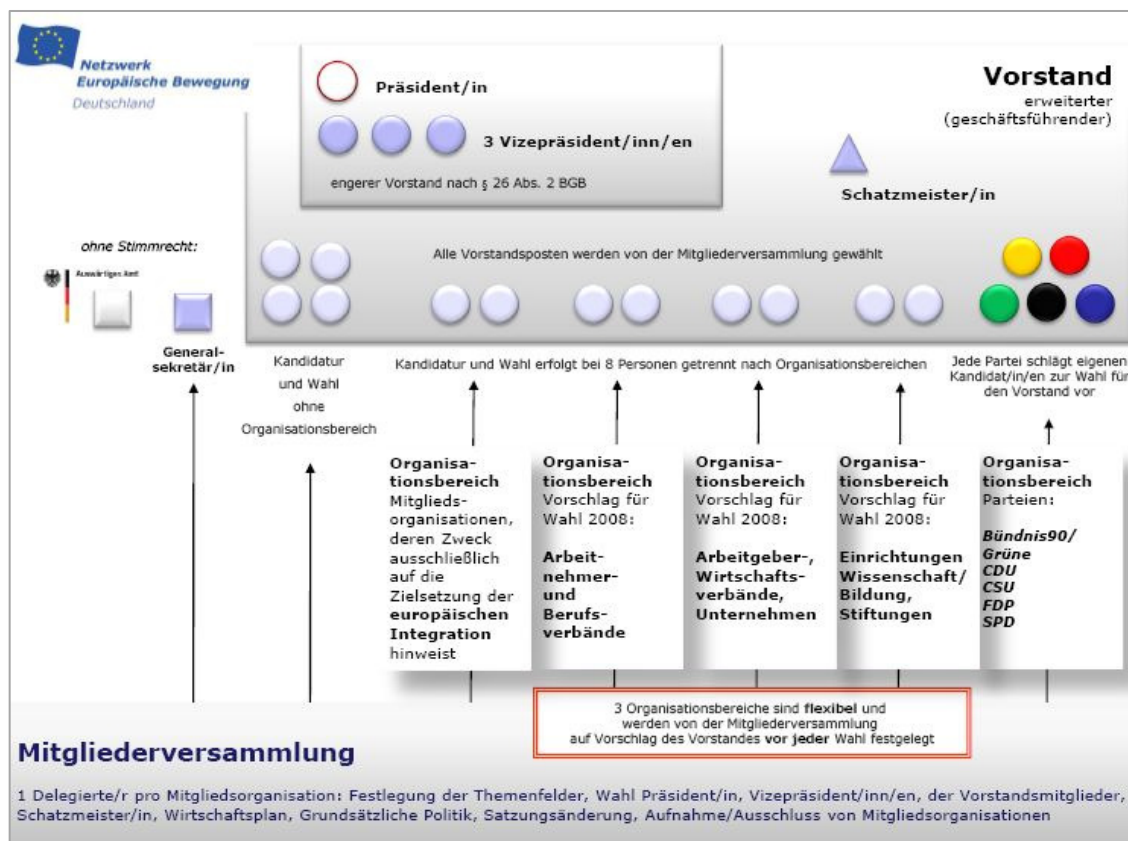 Netzwerk
Europäische Bewegung
Deutschland
Präsident/in
3 Vizepräsident/inn/en
engerer Vorstand nach § 26 Abs. 2 BGB
Vorstand
erweiterter
(geschäftsführender)
Schatzmeister/in
ohne Stimmrecht:
Auswärtiges Amt
Alle Vorstandsposten werden von der Mitgliederversammlung gewählt
General-
sekretär/in
Kandidatur
und Wahl
ohne
Organisationsbereich
Kandidatur und Wahl erfolgt bei 8 Personen getrennt nach Organisationsbereichen
Jede Partei schlägt eigenen
Kandidat/in/en zur Wahl für
den Vorstand vor
Organisa-
tionsbereich
Mitglieds-
organisationen,
deren Zweck
ausschließlich
auf die
Zielsetzung der
europäischen
Integration
hinweist
Organisa-
tionsbereich
Vorschlag für
Wahl 2008:
Arbeit-
nehmer-
und
Berufs-
verbände
Organisa-
tionsbereich
Vorschlag für
Wahl 2008:
Arbeitgeber-,
Wirtschafts-
verbände,
Unternehmen
Organisa-
tionsbereich
Vorschlag für
Wahl 2008:
Einrichtungen
Wissenschaft/
Bildung,
Stiftungen
Organisa-
tionsbereich
Parteien:
Bündnis90/
Grüne
CDU
CSU
FDP
SPD
3 Organisationsbereiche sind flexibel und
werden von der Mitgliederversammlung
auf Vorschlag des Vorstandes vor jeder Wahl festgelegt
Mitgliederversammlung
1 Delegierte/r pro Mitgliedsorganisation: Festlegung der Themenfelder, Wahl Präsident/in, Vizepräsident/inn/en, der Vorstandsmitglieder,
Schatzmeister/in, Wirtschaftsplan, Grundsätzliche Politik, Satzungsänderung, Aufnahme/Ausschluss von Mitgliedsorganisationen